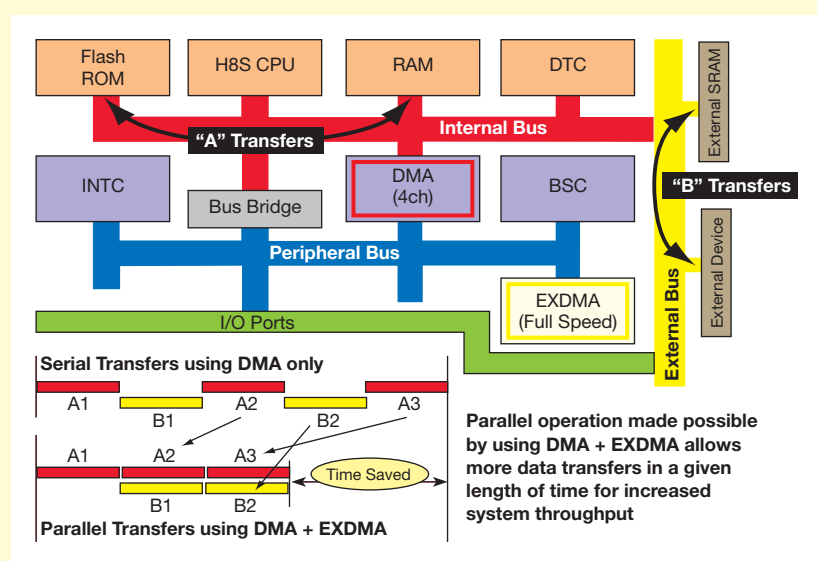 Flash
ROM
H8S CPU
RAM
DTC
External SRAM
"A" Transfers
Internal Bus
INTC
Bus Bridge
DMA
(4ch)
BSC
"B" Transfers
Peripheral Bus
External Device
EXDMA
(Full Speed)
External Bus
I/O Ports
Serial Transfers using DMA only
A1
A2
A3
B1
B2
A1
A2
A3
Time Saved
B1
B2
Parallel Transfers using DMA + EXDMA
Parallel operation made possible
by using DMA + EXDMA allows
more data transfers in a given
length of time for increased
system throughput